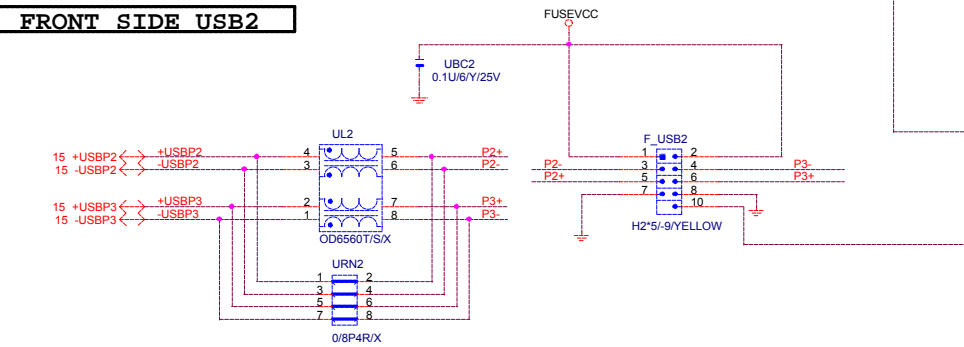 FRONT SIDE USB2
FUSEVCC
UBC2
0.1U/6/Y/25V
UL2
F_USB2
15 +USBP2 +USBP2 4 5 P2+
15 -USBP2 -USBP2 3 6 P2-
15 +USBP3 +USBP3 2 7 P3+
15 -USBP3 -USBP3 1 8 P3-
OD6560T/S/X
1 2
P2- 3 4 P3-
P2+ 5 6 P3+
7 8
10
H2*5/-9/YELLOW
URN2
1 2
3 4
5 6
7 8
0/8P4R/X